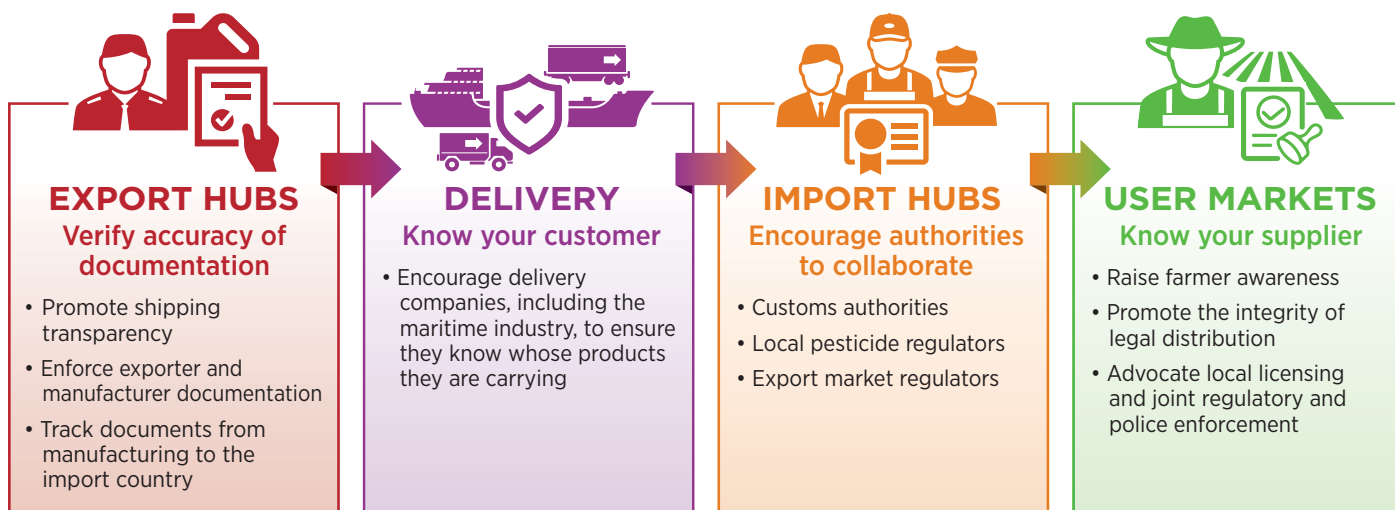 EXPORT HUBS
Verify accuracy of
documentation
• Promote shipping
transparency
• Enforce exporter and
manufacturer documentation
• Track documents from
manufacturing to the
import country
DELIVERY
Know your customer
• Encourage delivery
companies, including the
maritime industry, to ensure
they know whose products
they are carrying
IMPORT HUBS
Encourage authorities
to collaborate
• Customs authorities
• Local pesticide regulators
• Export market regulators
USER MARKETS
Know your supplier
• Raise farmer awareness
• Promote the integrity of
legal distribution
• Advocate local licensing
and joint regulatory and
police enforcement